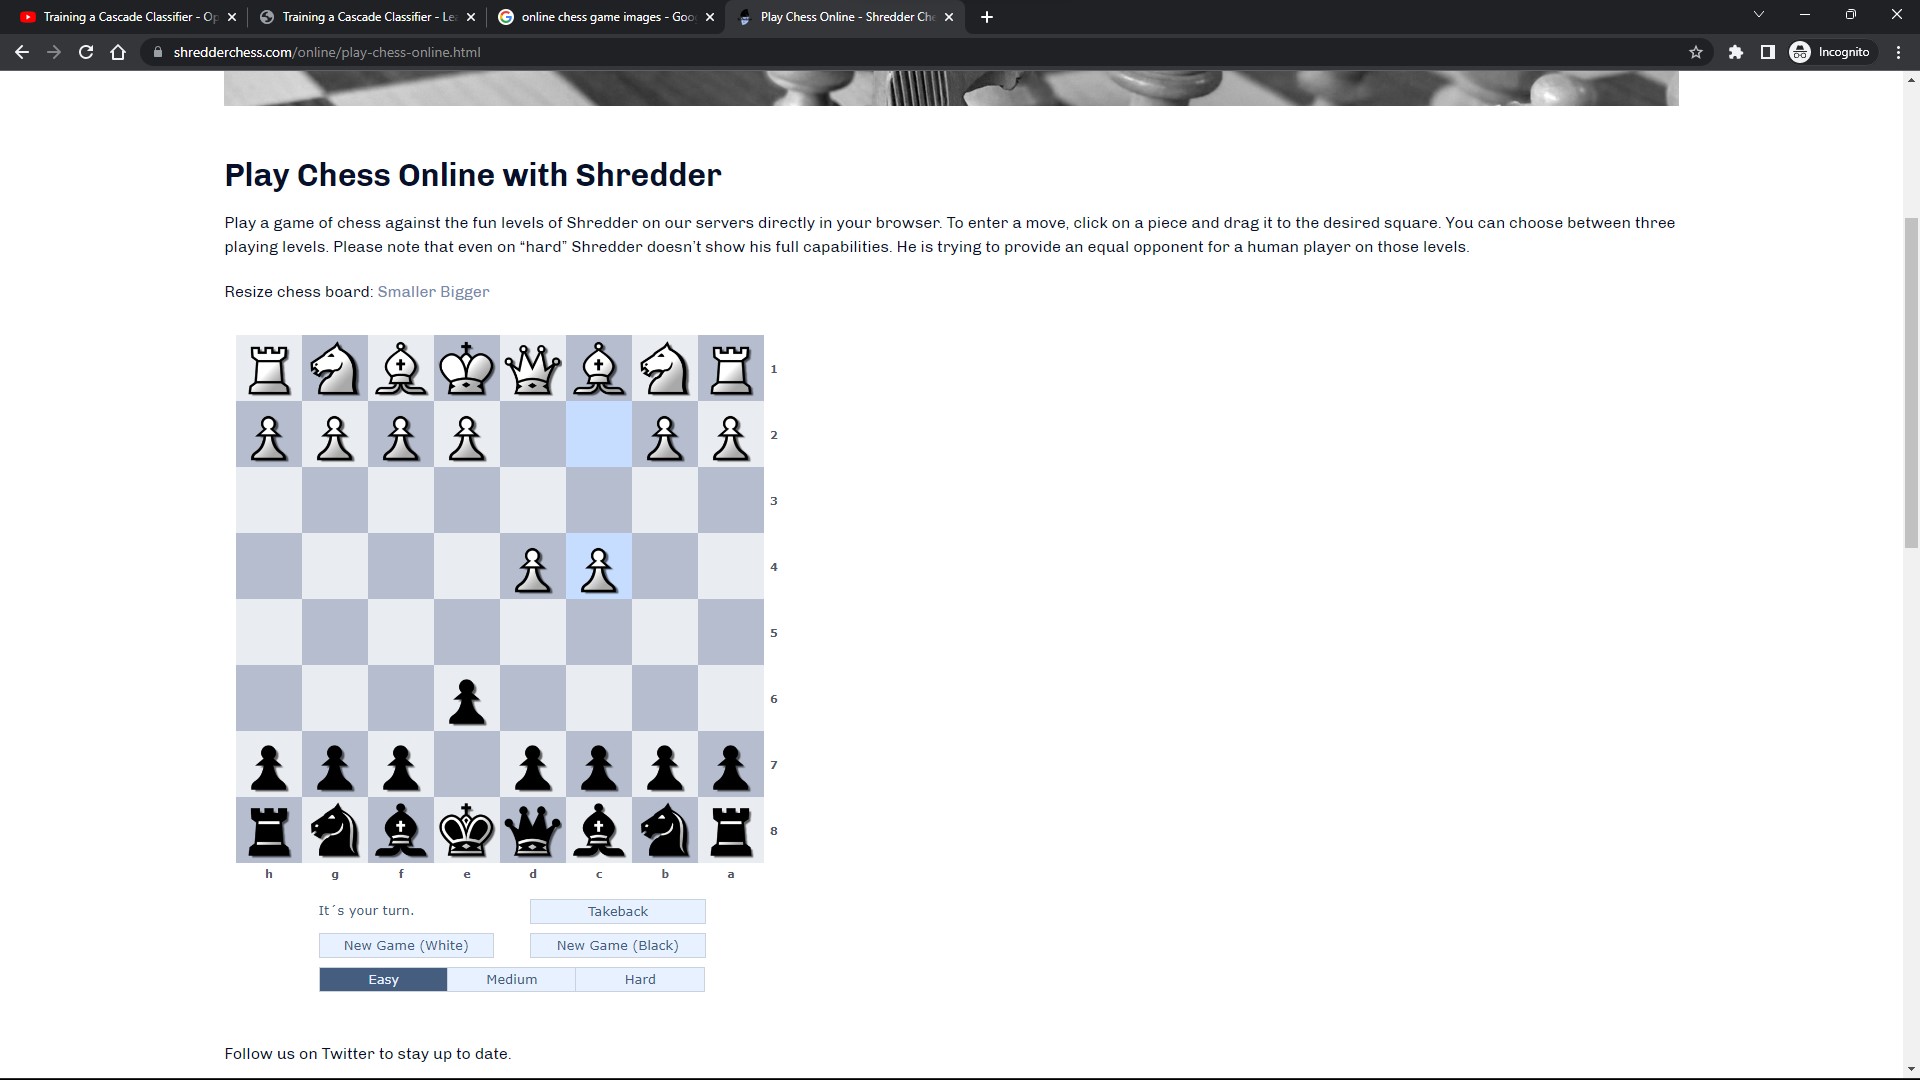 Training a Cascade Classifier - Op
Training a Cascade Classifier - Le
online chess game images - Goo
Play Chess Online - Shredder Che
shredderchess.com/online/play-chess-online.html
Incognito
Play Chess Online with Shredder
Play a game of chess against the fun levels of Shredder on our servers directly in your browser. To enter a move, click on a piece and drag it to the desired square. You can choose between three
playing levels. Please note that even on “hard” Shredder doesn’t show his full capabilities. He is trying to provide an equal opponent for a human player on those levels.
Resize chess board: Smaller Bigger
1
2
3
4
5
6
7
8
h g f e d c b a
It´s your turn.
Takeback
New Game (White)
New Game (Black)
Easy
Medium
Hard
Follow us on Twitter to stay up to date.